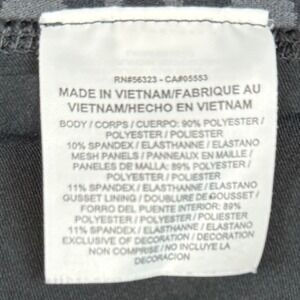 RN#56323 - CA#05553
MADE IN VIETNAM/FABRIQUE AU
VIETNAM/HECHO EN VIETNAM
BODY / CORPS / CUERPO: 90% POLYESTER /
POLYESTER / POLIESTER
10% SPANDEX / ELASTHANNE / ELASTANO
MESH PANELS / PANNEAUX EN MAILLE /
PANELES DE MALLA: 89% POLYESTER /
POLYESTER / POLIESTER
11% SPANDEX / ELASTHANNE / ELASTANO
GUSSET LINING / DOUBLURE DE GOUSSET /
FORRO DEL PUENTE INTERIOR: 89%
POLYESTER / POLYESTER / POLIESTER
11% SPANDEX / ELASTHANNE / ELASTANO
EXCLUSIVE OF DECORATION / DÉCORATION
NON COMPRISE / NO INCLUYE LA
DECORACIÓN